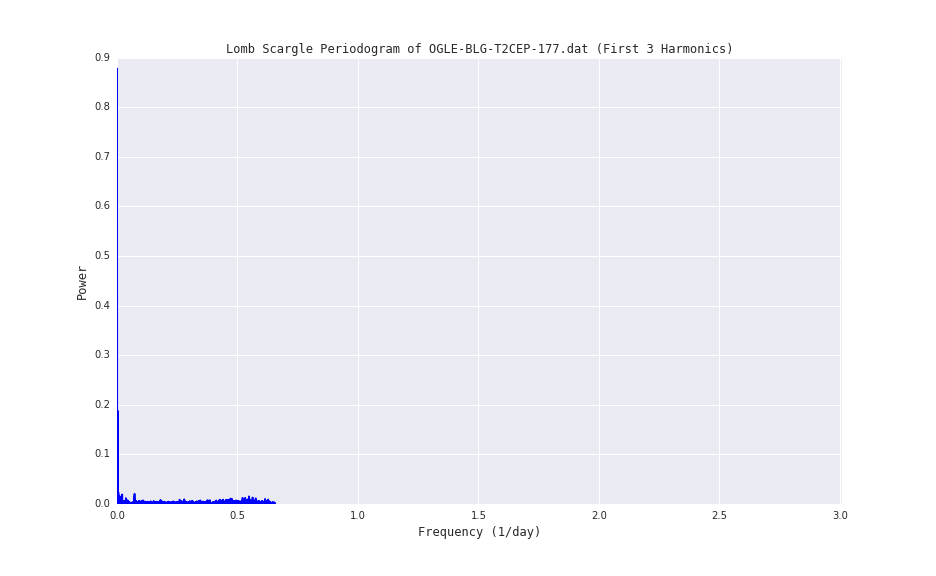 Lomb Scargle Periodogram of OGLE-BLG-T2CEP-177.dat (First 3 Harmonics)
0.9
0.8
0.7
0.6
0.5
0.4
0.3
0.2
0.1
0.0
Power
0.0 0.5 1.0 1.5 2.0 2.5 3.0
Frequency (1/day)